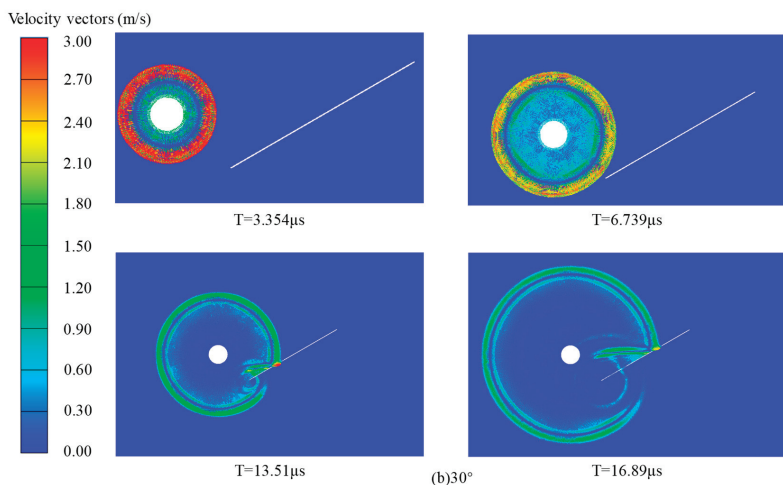 Velocity vectors (m/s)
3.00
2.70
2.40
2.10
1.80
1.50
1.20
0.90
0.60
0.30
0.00
T=3.354μs
T=6.739μs
T=13.51μs
T=16.89μs
(b)30°